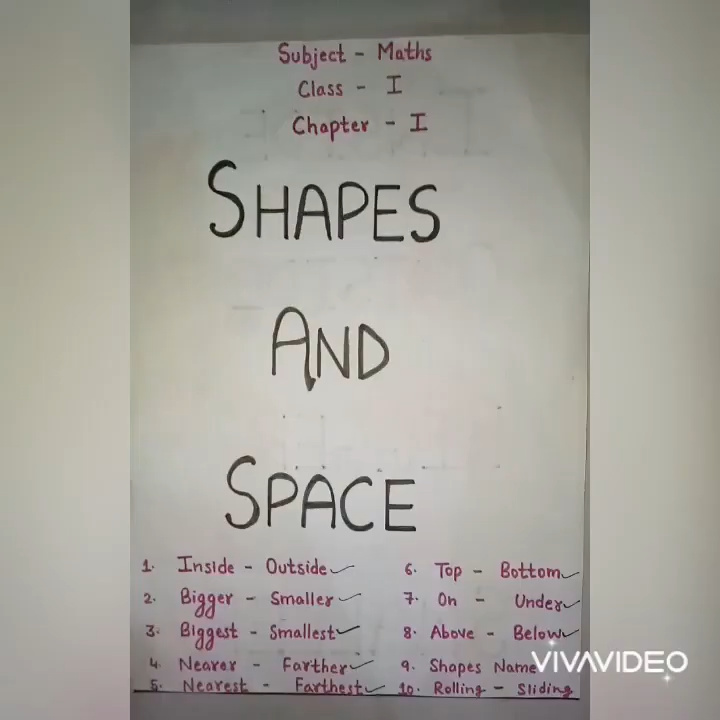 Subject - Maths
Class - I
Chapter - I
SHAPES
AND
SPACE
1. Inside - Outside
2. Bigger - Smaller
3. Biggest - Smallest
4. Nearer - Farther
5. Nearest - Farthest
6. Top - Bottom
7. On - Under
8. Above - Below
9. Shapes Name
10. Rolling - Sliding
VIVAVIDEO